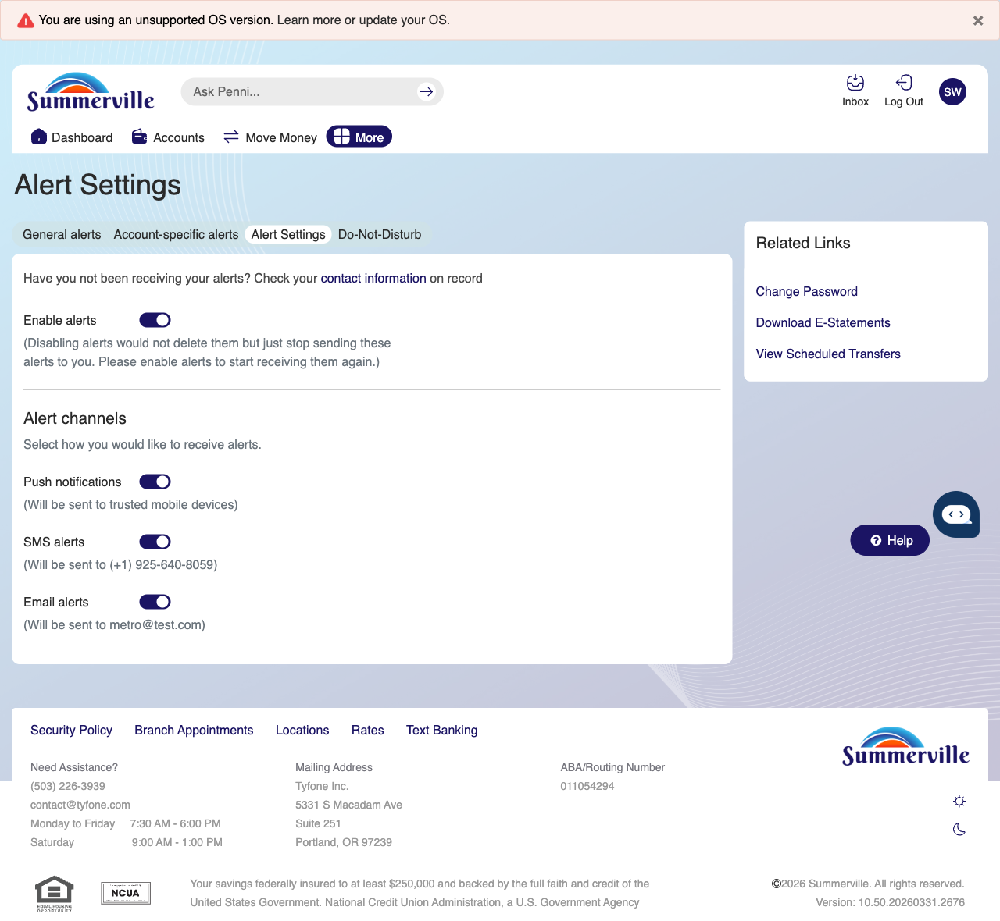 You are using an unsupported OS version. Learn more or update your OS.
Summerville
Ask Penni...
Inbox
Log Out
SW
Dashboard
Accounts
Move Money
More
Alert Settings
General alerts
Account-specific alerts
Alert Settings
Do-Not-Disturb
Have you not been receiving your alerts? Check your contact information on record
Enable alerts
(Disabling alerts would not delete them but just stop sending these
alerts to you. Please enable alerts to start receiving them again.)
Alert channels
Select how you would like to receive alerts.
Push notifications
(Will be sent to trusted mobile devices)
SMS alerts
(Will be sent to (+1) 925-640-8059)
Email alerts
(Will be sent to metro@test.com)
Related Links
Change Password
Download E-Statements
View Scheduled Transfers
Help
Security Policy
Branch Appointments
Locations
Rates
Text Banking
Summerville
Need Assistance?
(503) 226-3939
contact@tyfone.com
Monday to Friday 7:30 AM - 6:00 PM
Saturday 9:00 AM - 1:00 PM
Mailing Address
Tyfone Inc.
5331 S Macadam Ave
Suite 251
Portland, OR 97239
ABA/Routing Number
011054294
EQUAL HOUSING
OPPORTUNITY
NCUA
Your savings federally insured to at least $250,000 and backed by the full faith and credit of the
United States Government. National Credit Union Administration, a U.S. Government Agency
©2026 Summerville. All rights reserved.
Version: 10.50.20260331.2676